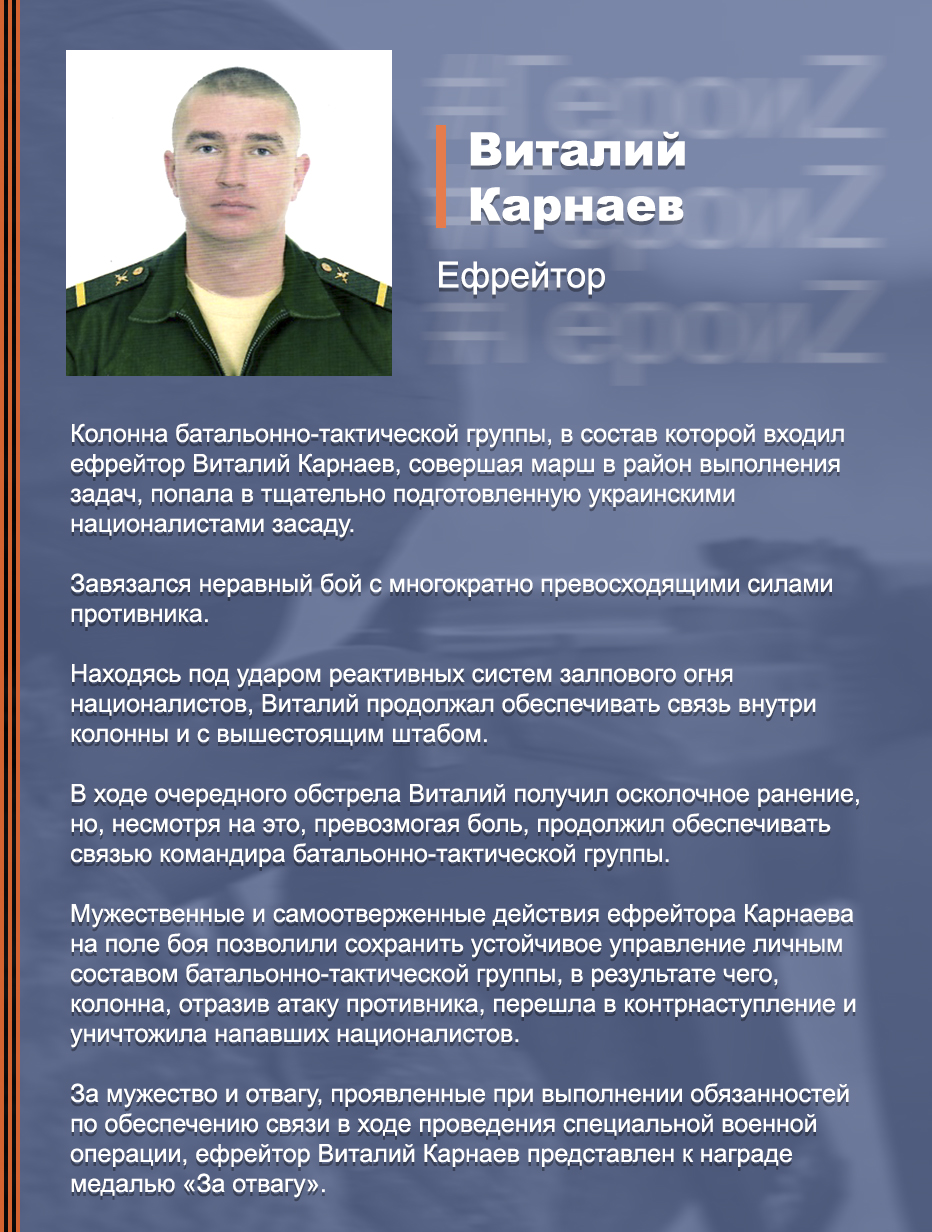 #ГероиZ
#ГероиZ
#ГероиZ
Виталий
Карнаев
Ефрейтор
Колонна батальонно-тактической группы, в состав которой входил
ефрейтор Виталий Карнаев, совершая марш в район выполнения
задач, попала в тщательно подготовленную украинскими
националистами засаду.
Завязался неравный бой с многократно превосходящими силами
противника.
Находясь под ударом реактивных систем залпового огня
националистов, Виталий продолжал обеспечивать связь внутри
колонны и с вышестоящим штабом.
В ходе очередного обстрела Виталий получил осколочное ранение,
но, несмотря на это, превозмогая боль, продолжил обеспечивать
связью командира батальонно-тактической группы.
Мужественные и самоотверженные действия ефрейтора Карнаева
на поле боя позволили сохранить устойчивое управление личным
составом батальонно-тактической группы, в результате чего,
колонна, отразив атаку противника, перешла в контрнаступление и
уничтожила напавших националистов.
За мужество и отвагу, проявленные при выполнении обязанностей
по обеспечению связи в ходе проведения специальной военной
операции, ефрейтор Виталий Карнаев представлен к награде
медалью «За отвагу».